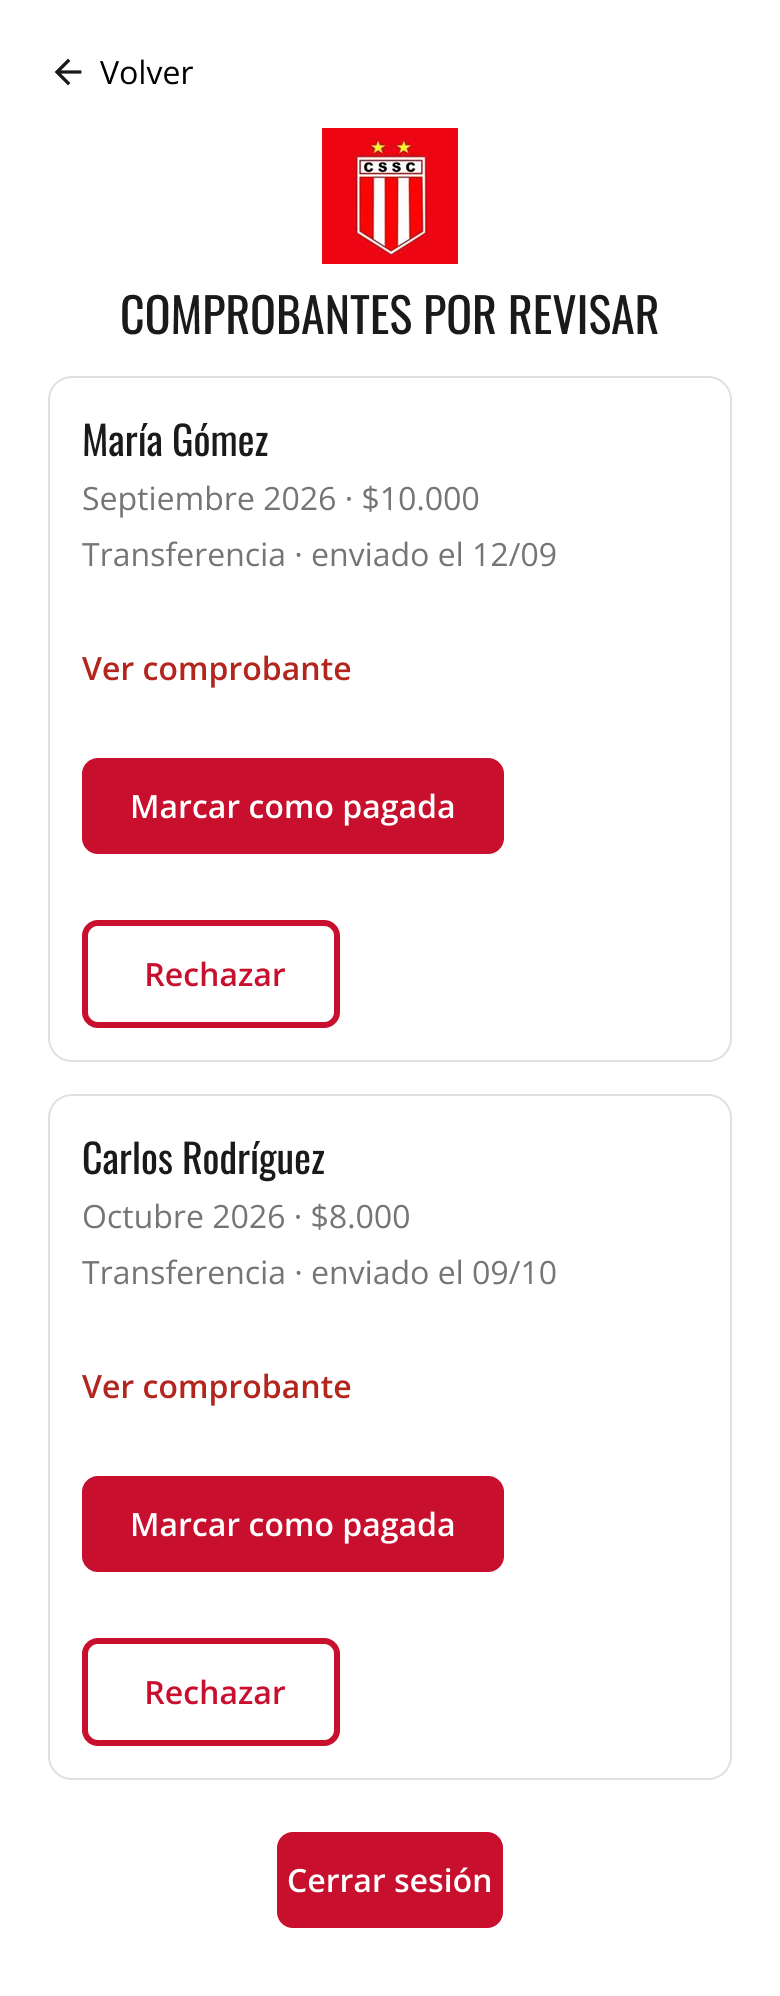 Volver
CSSC
COMPROBANTES POR REVISAR
María Gómez
Septiembre 2026 · $10.000
Transferencia · enviado el 12/09
Ver comprobante
Marcar como pagada
Rechazar
Carlos Rodríguez
Octubre 2026 · $8.000
Transferencia · enviado el 09/10
Ver comprobante
Marcar como pagada
Rechazar
Cerrar sesión